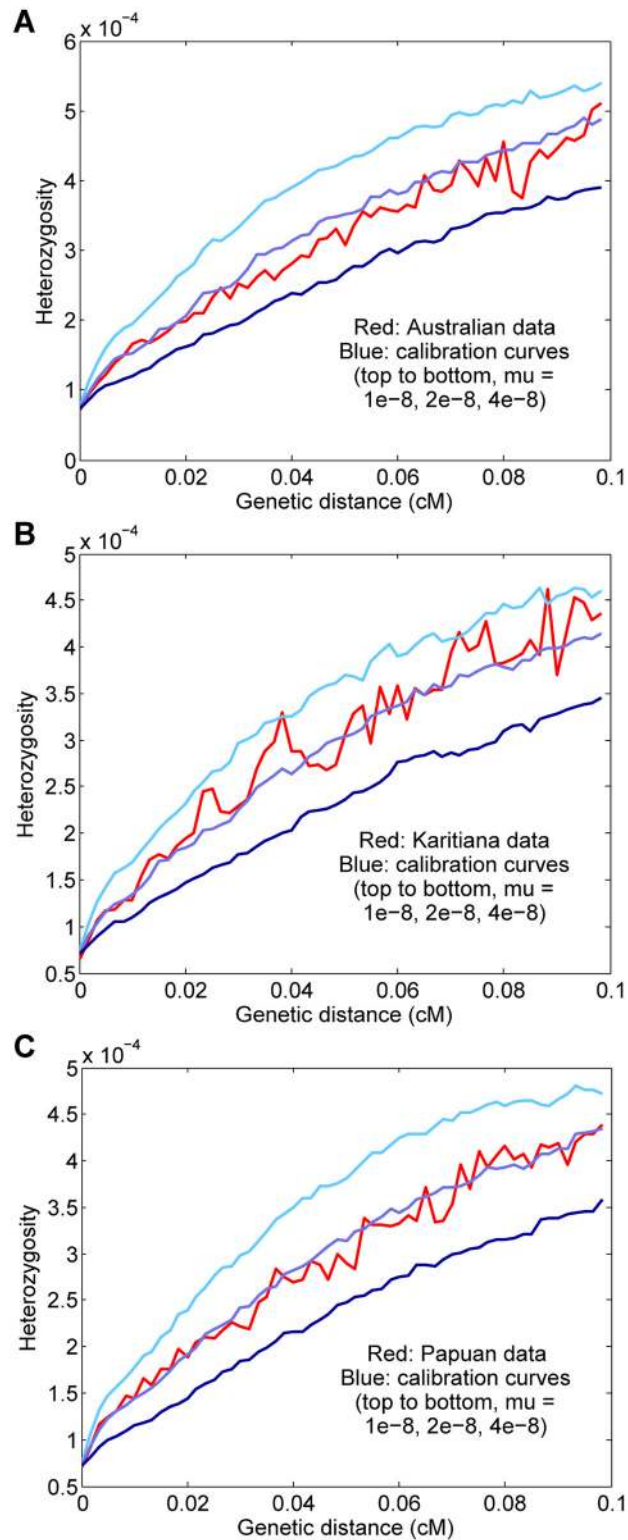 A
x 10−4
6
5
4
3
2
1
0
Heterozygosity
Red: Australian data
Blue: calibration curves
(top to bottom, mu =
1e−8, 2e−8, 4e−8)
0 0.02 0.04 0.06 0.08 0.1
Genetic distance (cM)
B
x 10−4
5
4.5
4
3.5
3
2.5
2
1.5
1
0.5
Heterozygosity
Red: Karitiana data
Blue: calibration curves
(top to bottom, mu =
1e−8, 2e−8, 4e−8)
0 0.02 0.04 0.06 0.08 0.1
Genetic distance (cM)
C
x 10−4
5
4.5
4
3.5
3
2.5
2
1.5
1
0.5
Heterozygosity
Red: Papuan data
Blue: calibration curves
(top to bottom, mu =
1e−8, 2e−8, 4e−8)
0 0.02 0.04 0.06 0.08 0.1
Genetic distance (cM)